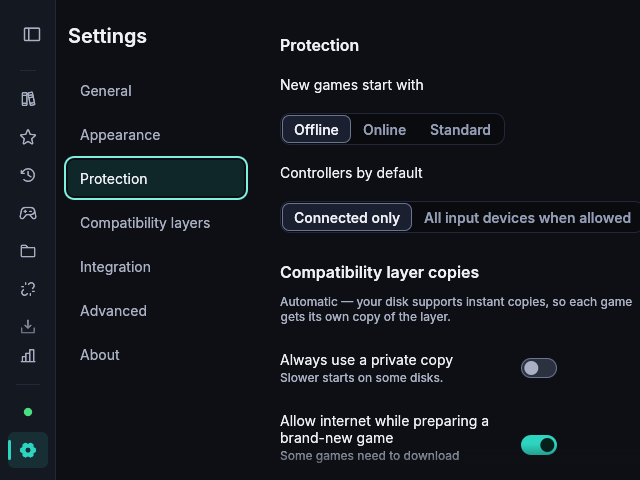 Settings
General
Appearance
Protection
Compatibility layers
Integration
Advanced
About
Protection
New games start with
Offline Online Standard
Controllers by default
Connected only All input devices when allowed
Compatibility layer copies
Automatic — your disk supports instant copies, so each game
gets its own copy of the layer.
Always use a private copy
Slower starts on some disks.
Allow internet while preparing a
brand-new game
Some games need to download